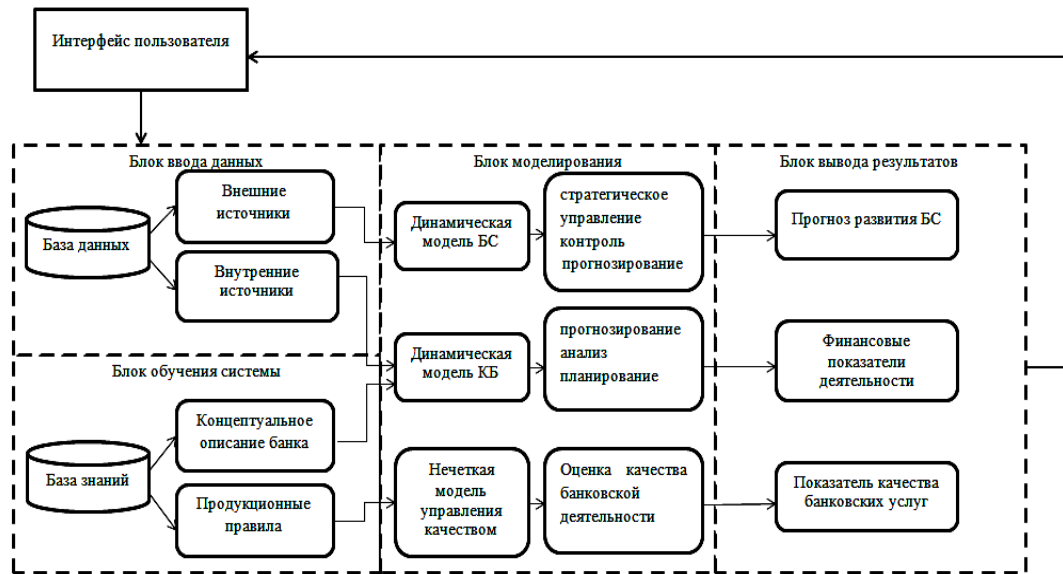 Интерфейс пользователя
Блок ввода данных
Блок моделирования
Блок вывода результатов
База данных
Внешние
источники
Внутренние
источники
Динамическая
модель БС
стратегическое
управление
контроль
прогнозирование
Прогноз развития БС
Блок обучения системы
Динамическая
модель КБ
прогнозирование
анализ
планирование
Финансовые
показатели
деятельности
База знаний
Концептуальное
описание банка
Продукционные
правила
Нечеткая
модель
управления
качеством
Оценка качества
банковской
деятельности
Показатель качества
банковских услуг